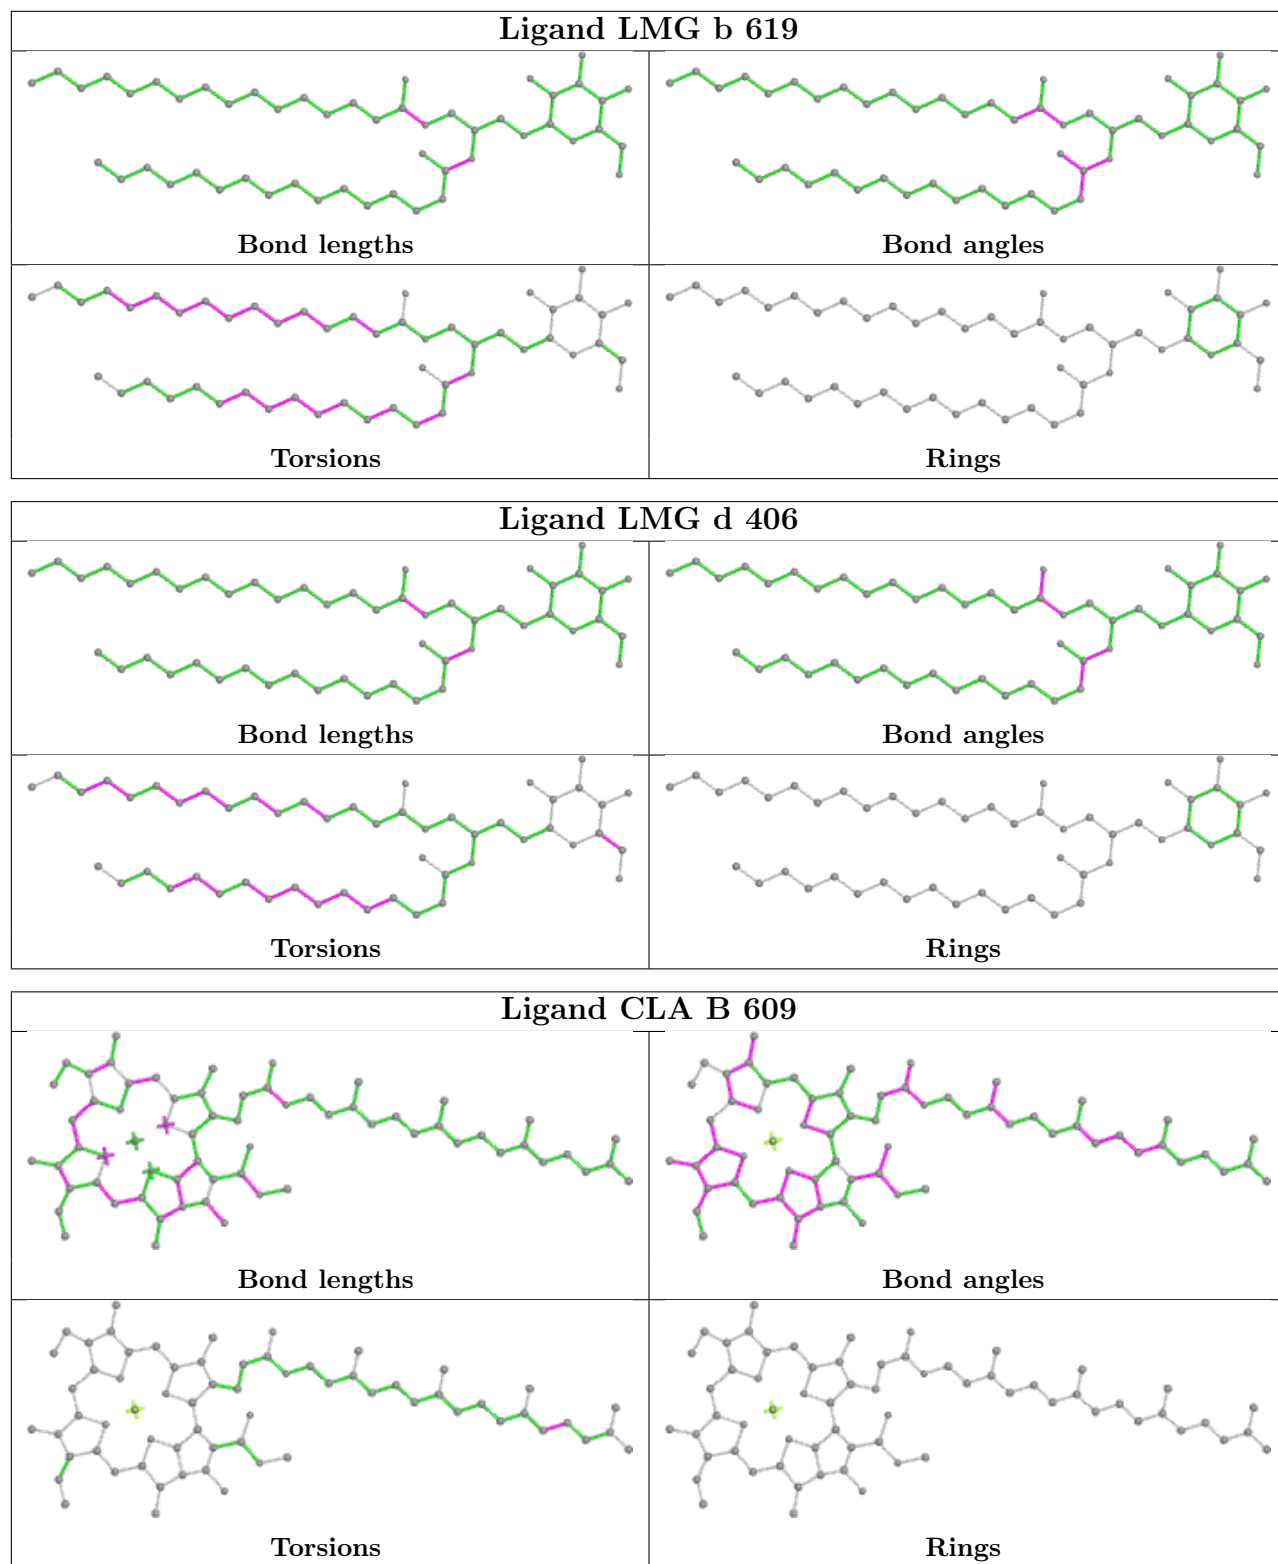 Ligand LMG b 619
Bond lengths
Bond angles
Torsions
Rings
Ligand LMG d 406
Bond lengths
Bond angles
Torsions
Rings
Ligand CLA B 609
Bond lengths
Bond angles
Torsions
Rings